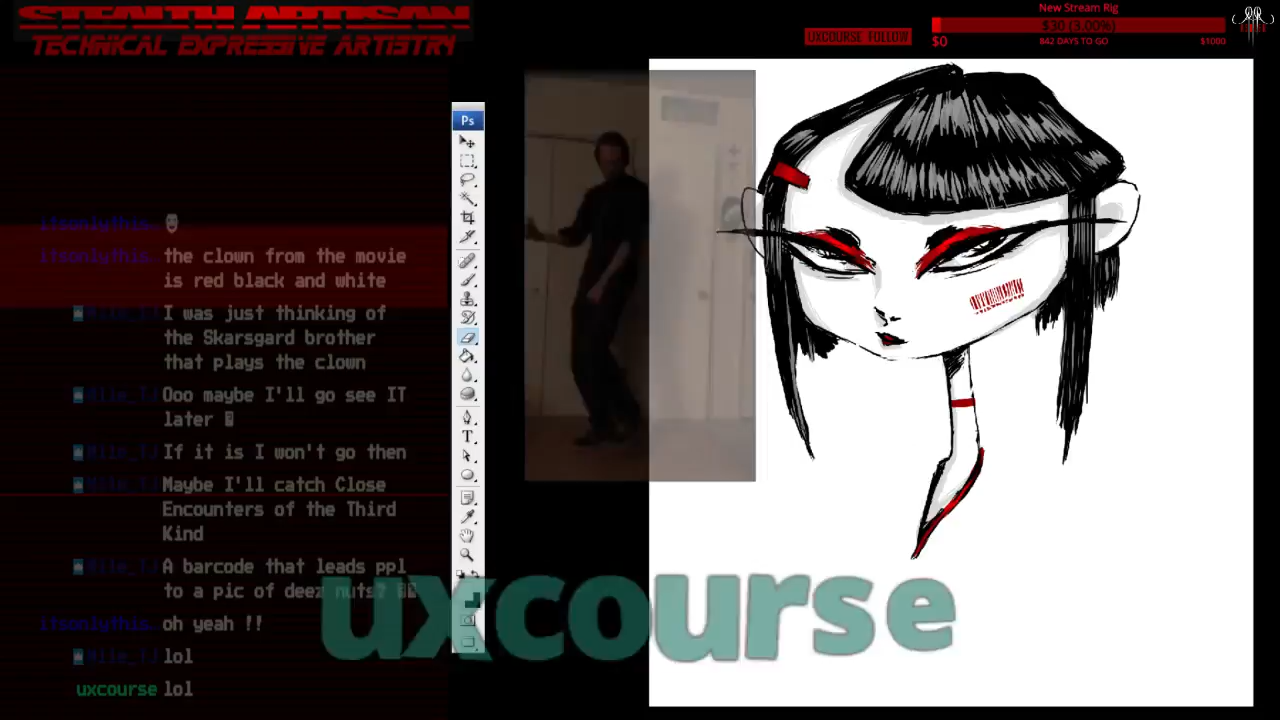 STEALTH ARTISAN
TECHNICAL EXPRESSIVE ARTISTRY
UXCOURSE FOLLOW
New Stream Rig
$30 (3.00%)
$0
842 DAYS TO GO
$1000
Ps
T
itsonlythis..
itsonlythis.. the clown from the movie
is red black and white
I was just thinking of
the Skarsgard brother
that plays the clown
Ooo maybe I'll go see IT
later
If it is I won't go then
Maybe I'll catch Close
Encounters of the Third
Kind
A barcode that leads ppl
to a pic of deez nuts?
itsonlythis.. oh yeah !!
lol
uxcourse lol
uxcourse